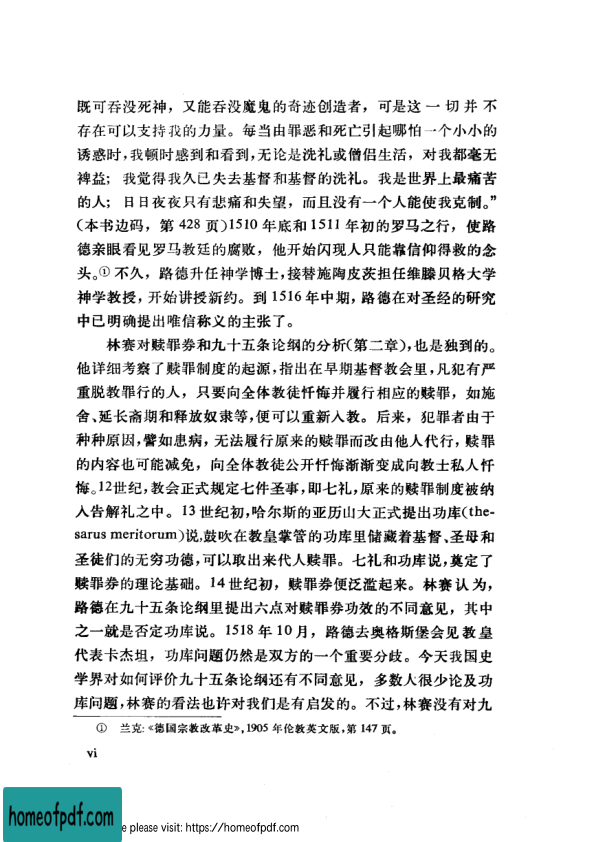 既可吞没死神，又能吞没魔鬼的奇迹创造者，可是这一切并不
存在可以支持我的力量。每当由罪恶和死亡引起哪怕一个小小的
诱惑时，我顿时感到和看到，无论是洗礼或僧侣生活，对我都毫无
裨益；我觉得我久已失去基督和基督的洗礼。我是世界上最痛苦
的人；日日夜夜只有悲痛和失望，而且没有一个人能使我克制。”
（本书边码，第 428 页）1510 年底和 1511 年初的罗马之行，使路
德亲眼看见罗马教廷的腐败，他开始闪现人只能靠信仰得救的念
头。① 不久，路德升任神学博士，接替施陶皮茨担任维滕贝格大学
神学教授，开始讲授新约。到 1516 年中期，路德在对圣经的研究
中已明确提出唯信称义的主张了。
林赛对赎罪券和九十五条论纲的分析（第二章），也是独到的。
他详细考察了赎罪制度的起源，指出在早期基督教会里，凡犯有严
重脱教罪行的人，只要向全体教徒忏悔并履行相应的赎罪，如施
舍、延长斋期和释放奴隶等，便可以重新入教。后来，犯罪者由于
种种原因，譬如患病，无法履行原来的赎罪而改由他人代行，赎罪
的内容也可能减免，向全体教徒公开忏悔渐渐变成向教士私人忏
悔。12世纪，教会正式规定七件圣事，即七礼，原来的赎罪制度被纳
入告解礼之中。13 世纪初，哈尔斯的亚历山大正式提出功库（the-
sarus meritorum）说，鼓吹在教皇掌管的功库里储藏着基督、圣母和
圣徒们的无穷功德，可以取出来代人赎罪。七礼和功库说，奠定了
赎罪券的理论基础。14 世纪初，赎罪券便泛滥起来。林赛认为，
路德在九十五条论纲里提出六点对赎罪券功效的不同意见，其中
之一就是否定功库说。1518 年 10 月，路德去奥格斯堡会见教皇
代表卡杰坦，功库问题仍然是双方的一个重要分歧。今天我国史
学界对如何评价九十五条论纲还有不同意见，多数人很少论及功
库问题，林赛的看法也许对我们是有启发的。不过，林赛没有对九
① 兰克：《德国宗教改革史》，1905 年伦敦英文版，第 147 页。
vi
homeofpdf.com
e please visit: https://homeofpdf.com